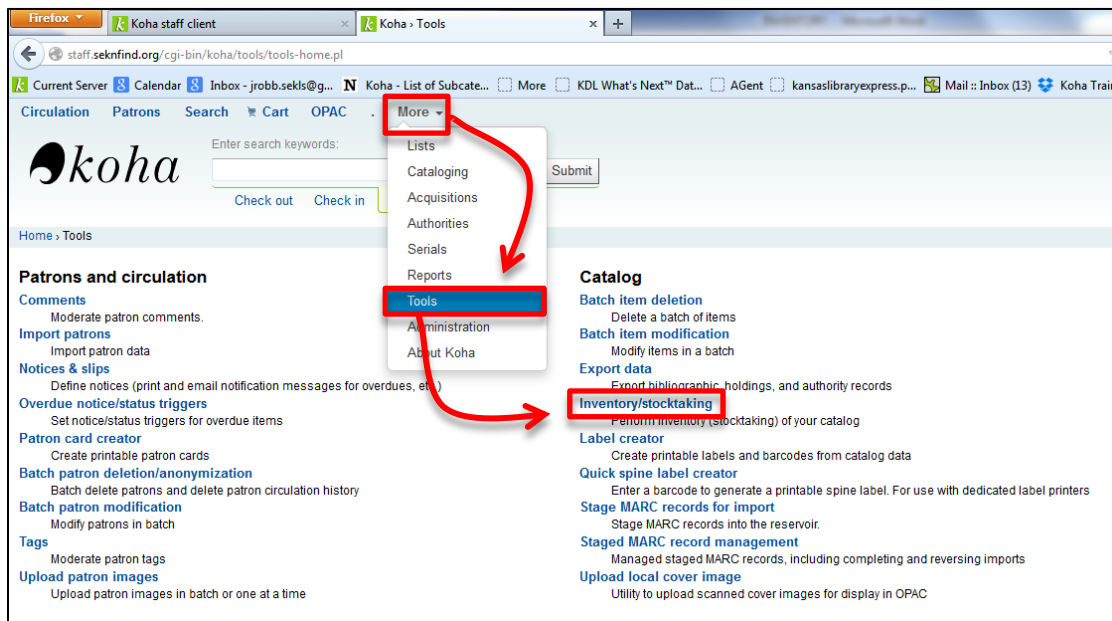 Firefox
Koha staff client
Koha › Tools
staff.seknfind.org/cgi-bin/koha/tools/tools-home.pl
Current Server Calendar Inbox - jrobb.sekls@g... Koha - List of Subcate... More KDL What's Next™ Dat... AGent kansaslibraryexpress.p... Mail :: Inbox (13) Koha Train
Circulation Patrons Search Cart OPAC . More
koha
Enter search keywords:
Submit
Check out Check in
Lists
Cataloging
Acquisitions
Authorities
Serials
Reports
Tools
Administration
About Koha
Home › Tools
Patrons and circulation
Comments
Moderate patron comments.
Import patrons
Import patron data
Notices & slips
Define notices (print and email notification messages for overdues, etc.)
Overdue notice/status triggers
Set notice/status triggers for overdue items
Patron card creator
Create printable patron cards
Batch patron deletion/anonymization
Batch delete patrons and delete patron circulation history
Batch patron modification
Modify patrons in batch
Tags
Moderate patron tags
Upload patron images
Upload patron images in batch or one at a time
Catalog
Batch item deletion
Delete a batch of items
Batch item modification
Modify items in a batch
Export data
Export bibliographic, holdings, and authority records
Inventory/stocktaking
Perform inventory (stocktaking) of your catalog
Label creator
Create printable labels and barcodes from catalog data
Quick spine label creator
Enter a barcode to generate a printable spine label. For use with dedicated label printers
Stage MARC records for import
Stage MARC records into the reservoir.
Staged MARC record management
Managed staged MARC records, including completing and reversing imports
Upload local cover image
Utility to upload scanned cover images for display in OPAC